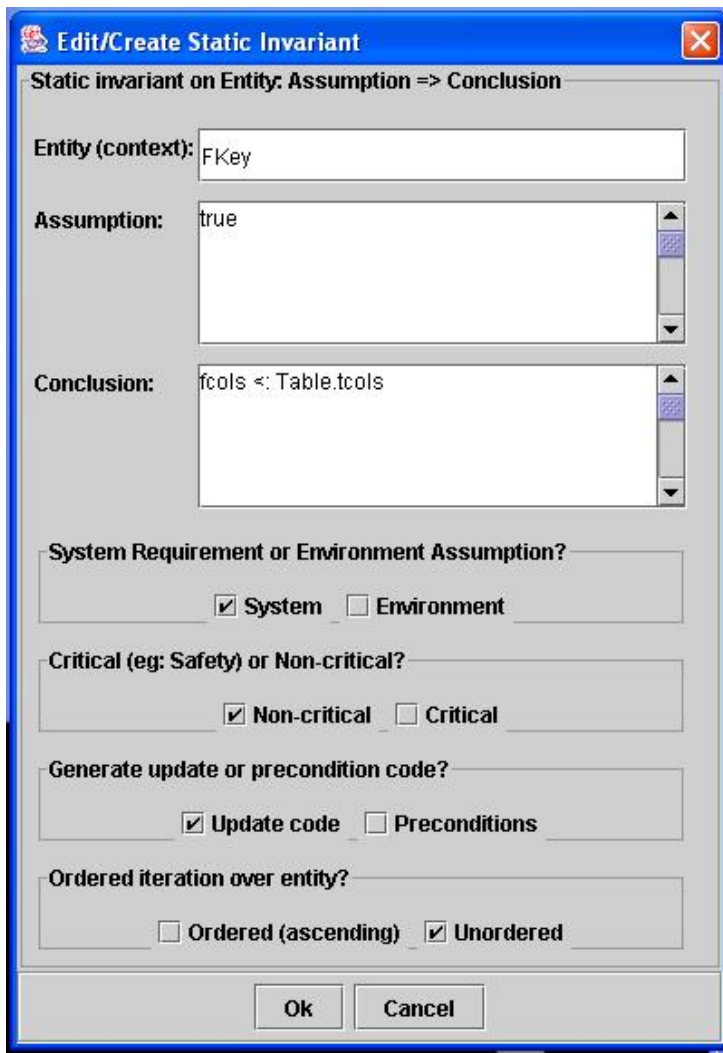 Edit/Create Static Invariant
Static invariant on Entity: Assumption => Conclusion
Entity (context): FKey
Assumption: true
Conclusion: fcols <: Table.tcols
System Requirement or Environment Assumption?
System Environment
Critical (eg: Safety) or Non-critical?
Non-critical Critical
Generate update or precondition code?
Update code Preconditions
Ordered iteration over entity?
Ordered (ascending) Unordered
Ok Cancel